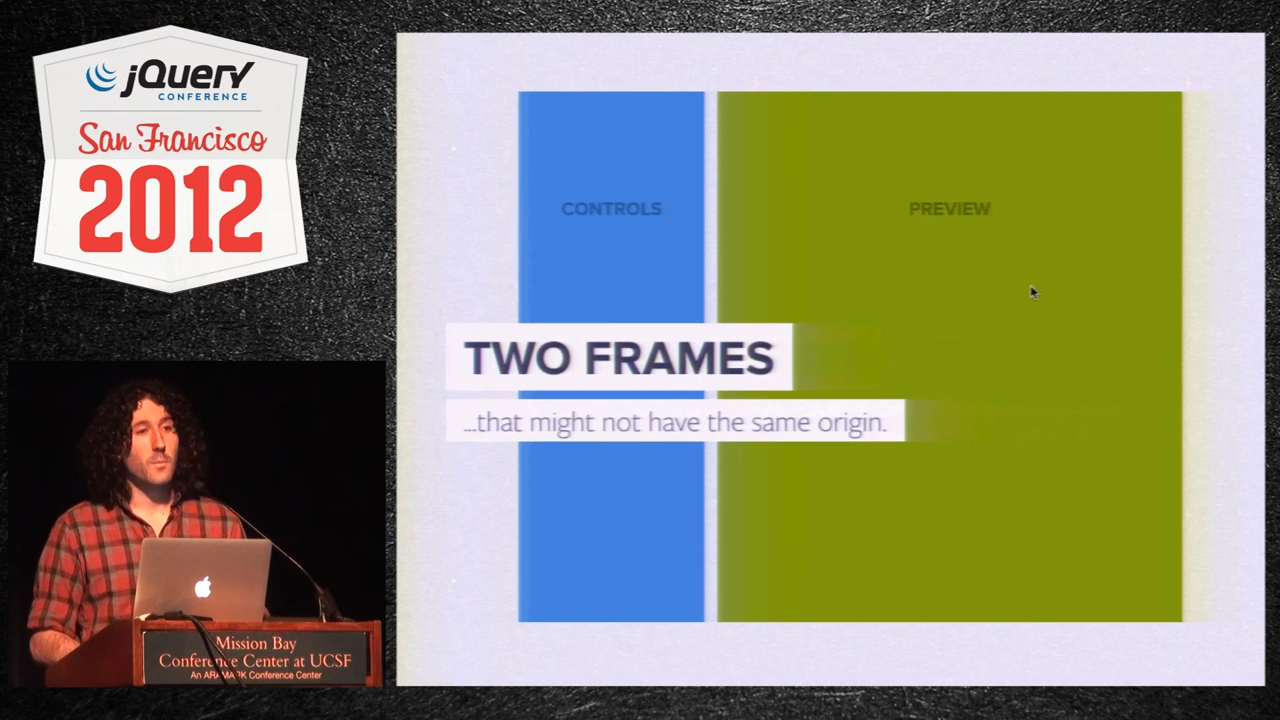 jQuery
CONFERENCE
San Francisco
2012
CONTROLS
PREVIEW
TWO FRAMES
...that might not have the same origin.
Mission Bay
Conference Center at UCSF
An ARAMARK Conference Center